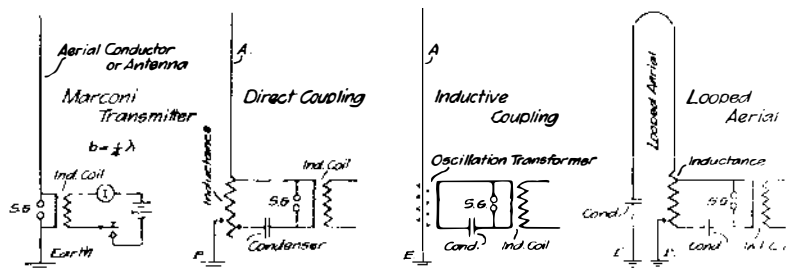 Aerial Conductor
or Antenna
Marconi
Transmitter
b = ¼ λ
Ind. Coil
S.G
Earth
A.
Direct Coupling
Inductance
Ind. Coil
S.G.
Condenser
A
Inductive
Coupling
Oscillation Transformer
S.G.
Cond.
Ind. Coil
E
Looped Aerial
Looped
Aerial
Inductance
S.G
Cond.
Cond